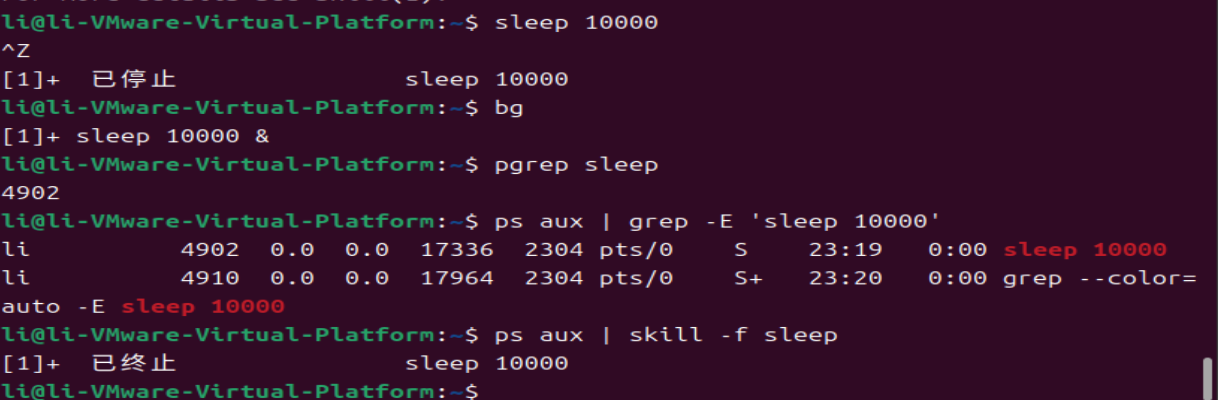 li@li-VMware-Virtual-Platform:~$ sleep 10000
^Z
[1]+  已停止               sleep 10000
li@li-VMware-Virtual-Platform:~$ bg
[1]+ sleep 10000 &
li@li-VMware-Virtual-Platform:~$ pgrep sleep
4902
li@li-VMware-Virtual-Platform:~$ ps aux | grep -E 'sleep 10000'
li          4902  0.0  0.0  17336  2304 pts/0    S    23:19   0:00 sleep 10000
li          4910  0.0  0.0  17964  2304 pts/0    S+   23:20   0:00 grep --color=
auto -E sleep 10000
li@li-VMware-Virtual-Platform:~$ ps aux | skill -f sleep
[1]+  已终止               sleep 10000
li@li-VMware-Virtual-Platform:~$